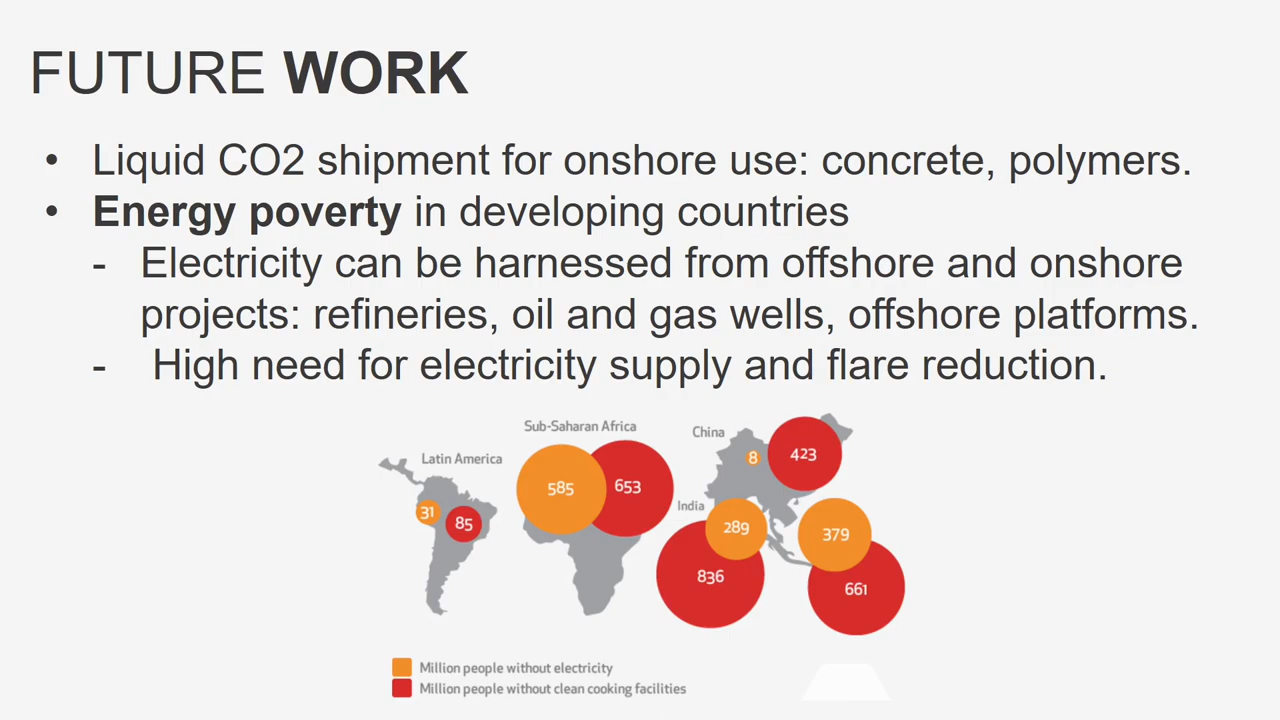 FUTURE WORK
• Liquid CO2 shipment for onshore use: concrete, polymers.
• Energy poverty in developing countries
- Electricity can be harnessed from offshore and onshore
projects: refineries, oil and gas wells, offshore platforms.
- High need for electricity supply and flare reduction.
Latin America
31
85
Sub-Saharan Africa
585
653
China
8
423
India
289
836
379
661
Million people without electricity
Million people without clean cooking facilities